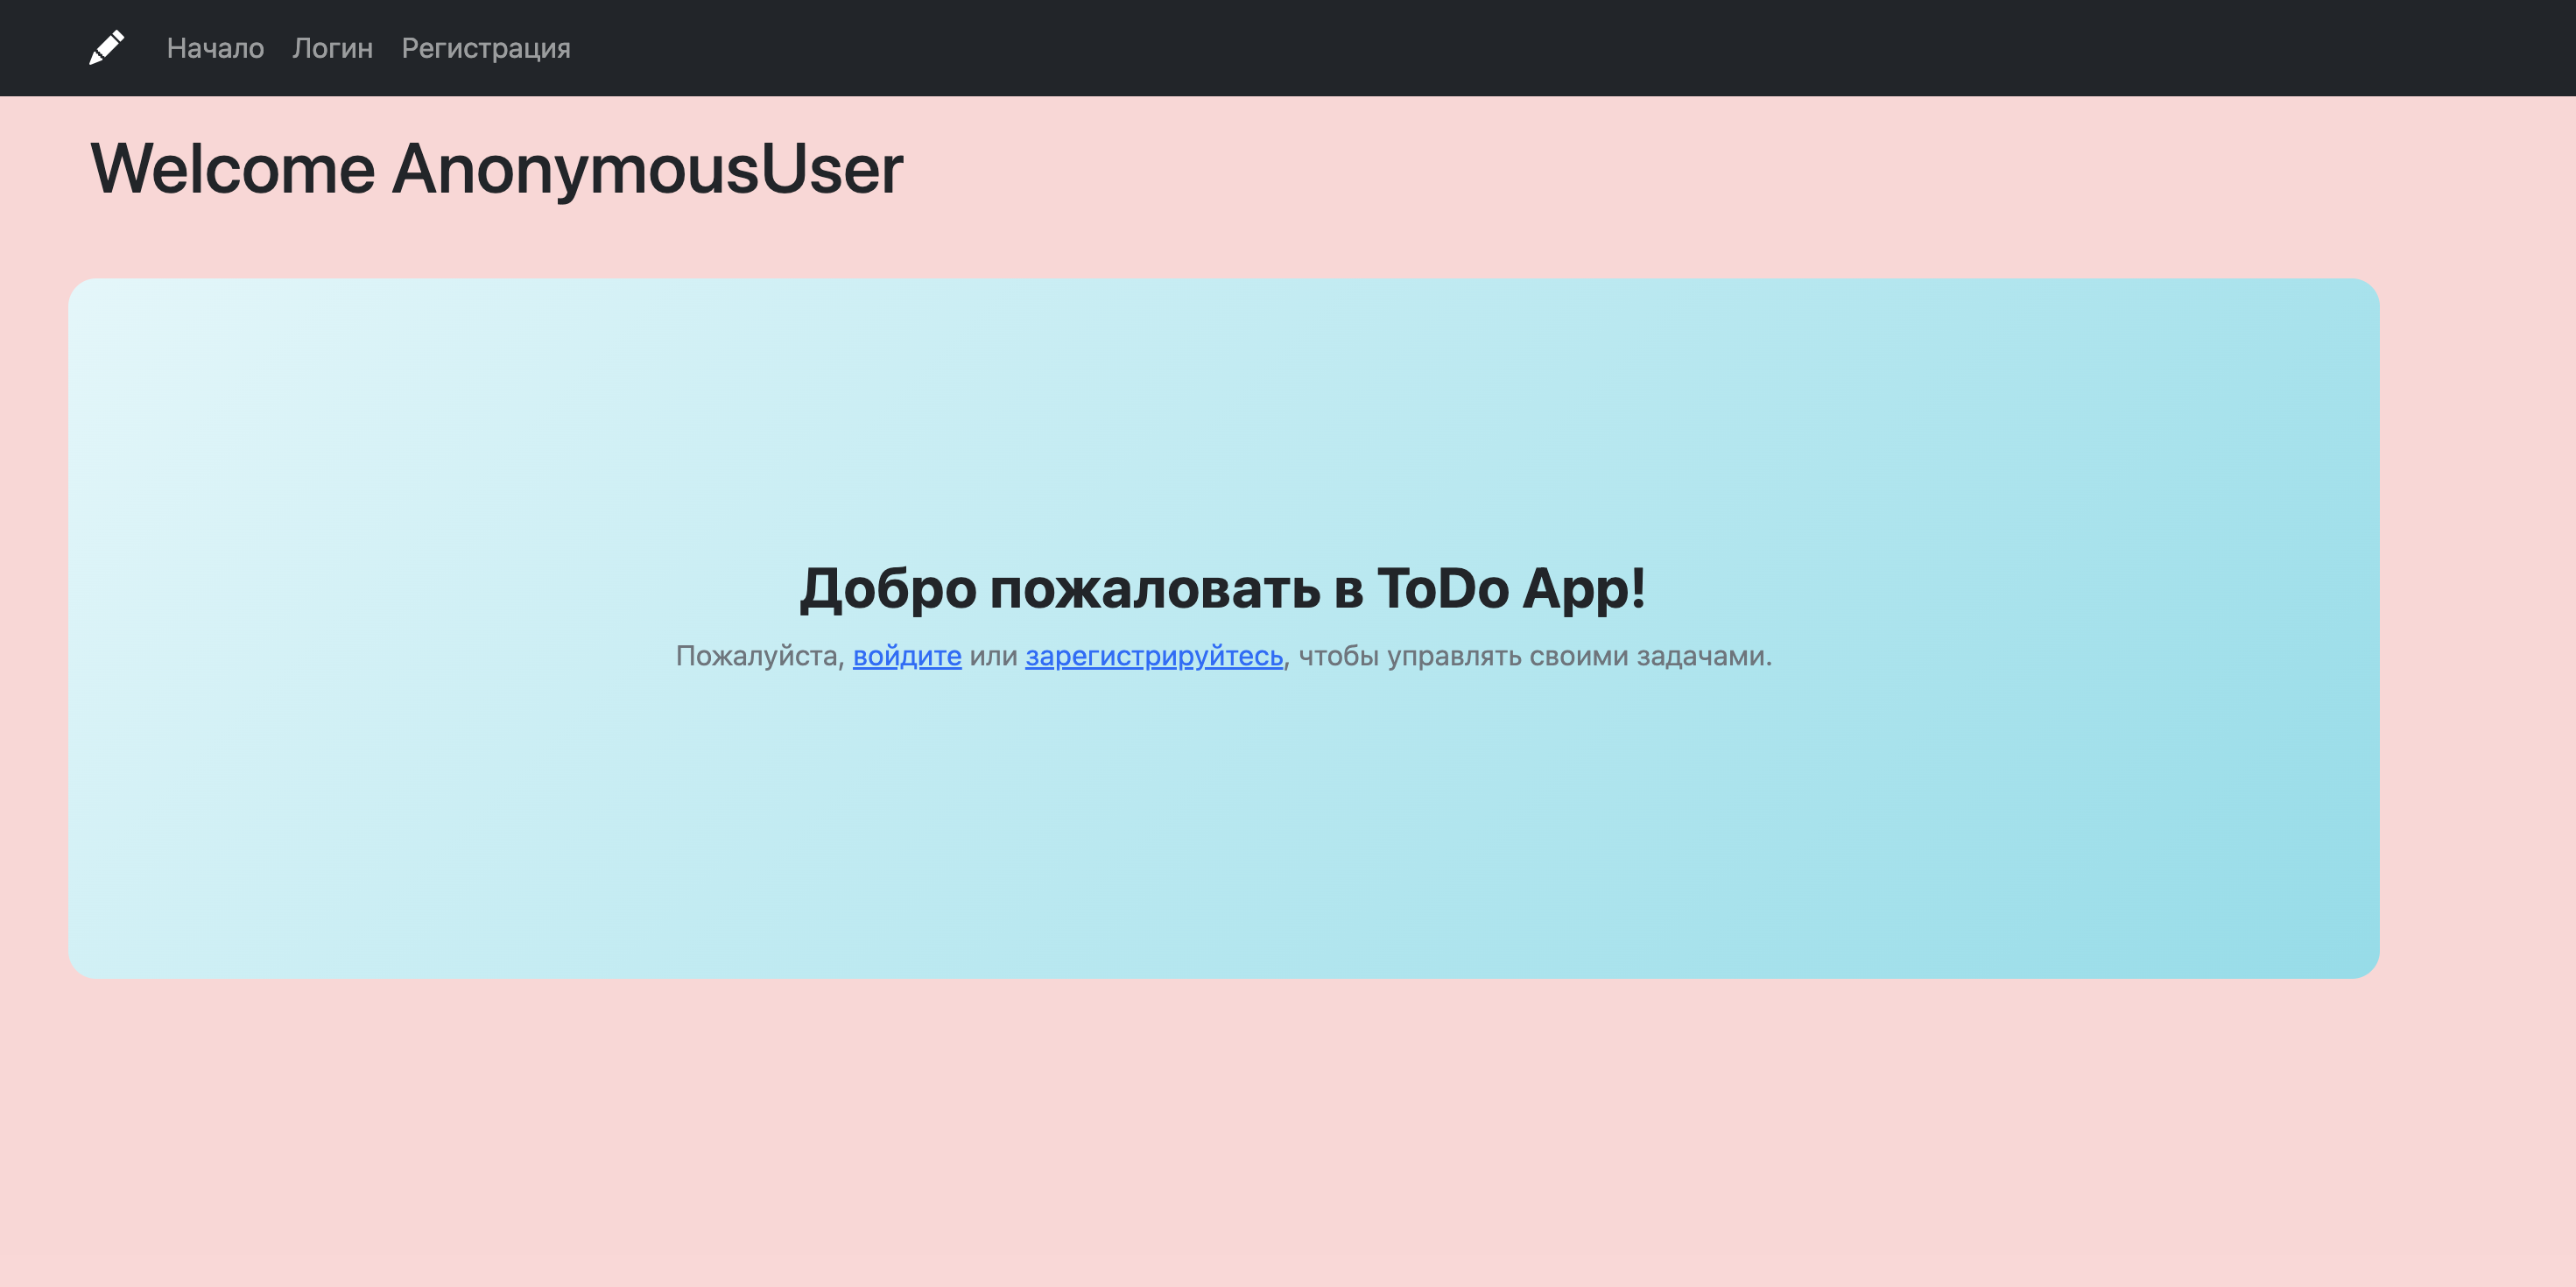 Начало Логин Регистрация
Welcome AnonymousUser
Добро пожаловать в ToDo App!
Пожалуйста, войдите или зарегистрируйтесь, чтобы управлять своими задачами.